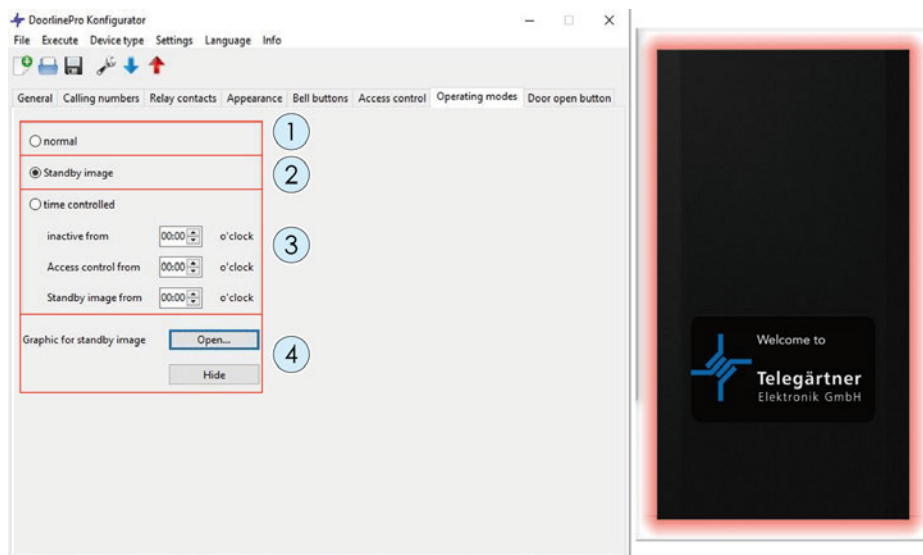 DoorlinePro Konfigurator
File Execute Device type Settings Language Info
General Calling numbers Relay contacts Appearance Bell buttons Access control Operating modes Door open button
normal
1
Standby image
2
time controlled
inactive from 00:00 o'clock
3
Access control from 00:00 o'clock
Standby image from 00:00 o'clock
Graphic for standby image Open...
4
Hide
Welcome to
Telegärtner
Elektronik GmbH